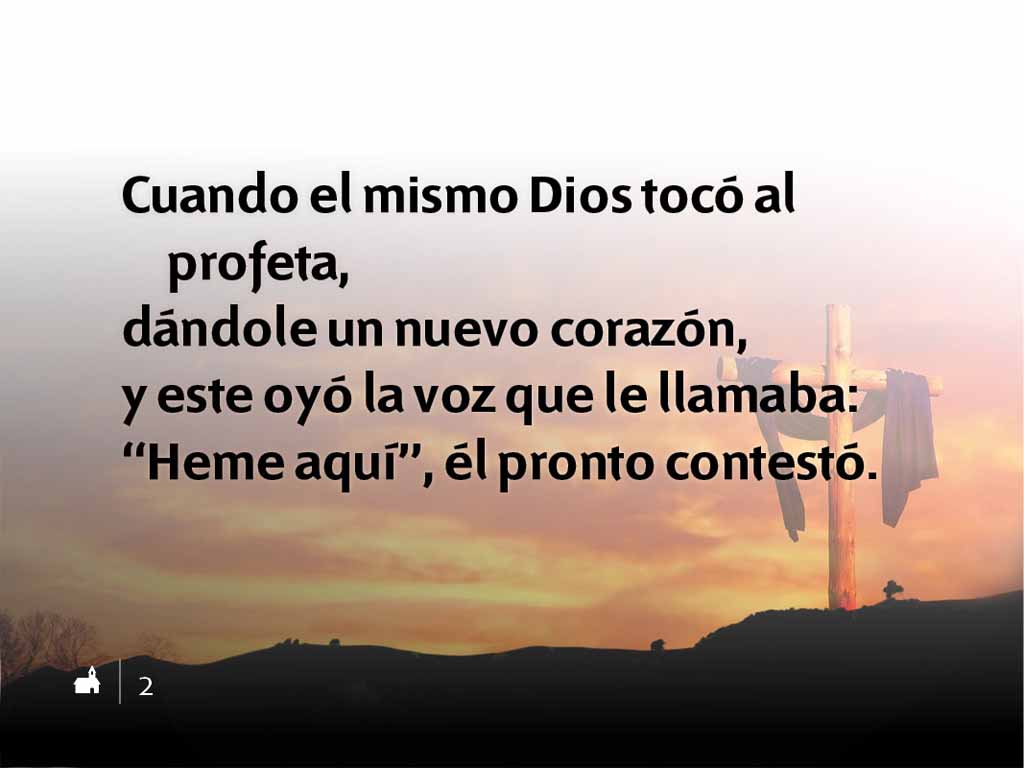 Cuando el mismo Dios tocó al
profeta,
dándole un nuevo corazón,
y este oyó la voz que le llamaba:
“Heme aquí”, él pronto contestó.
2